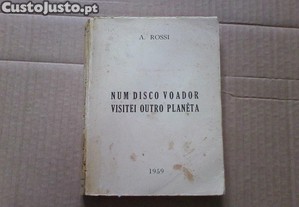 CustoJusto.pt
A. ROSSI
NUM DISCO VOADOR
VISITEI OUTRO PLANÊTA
1959